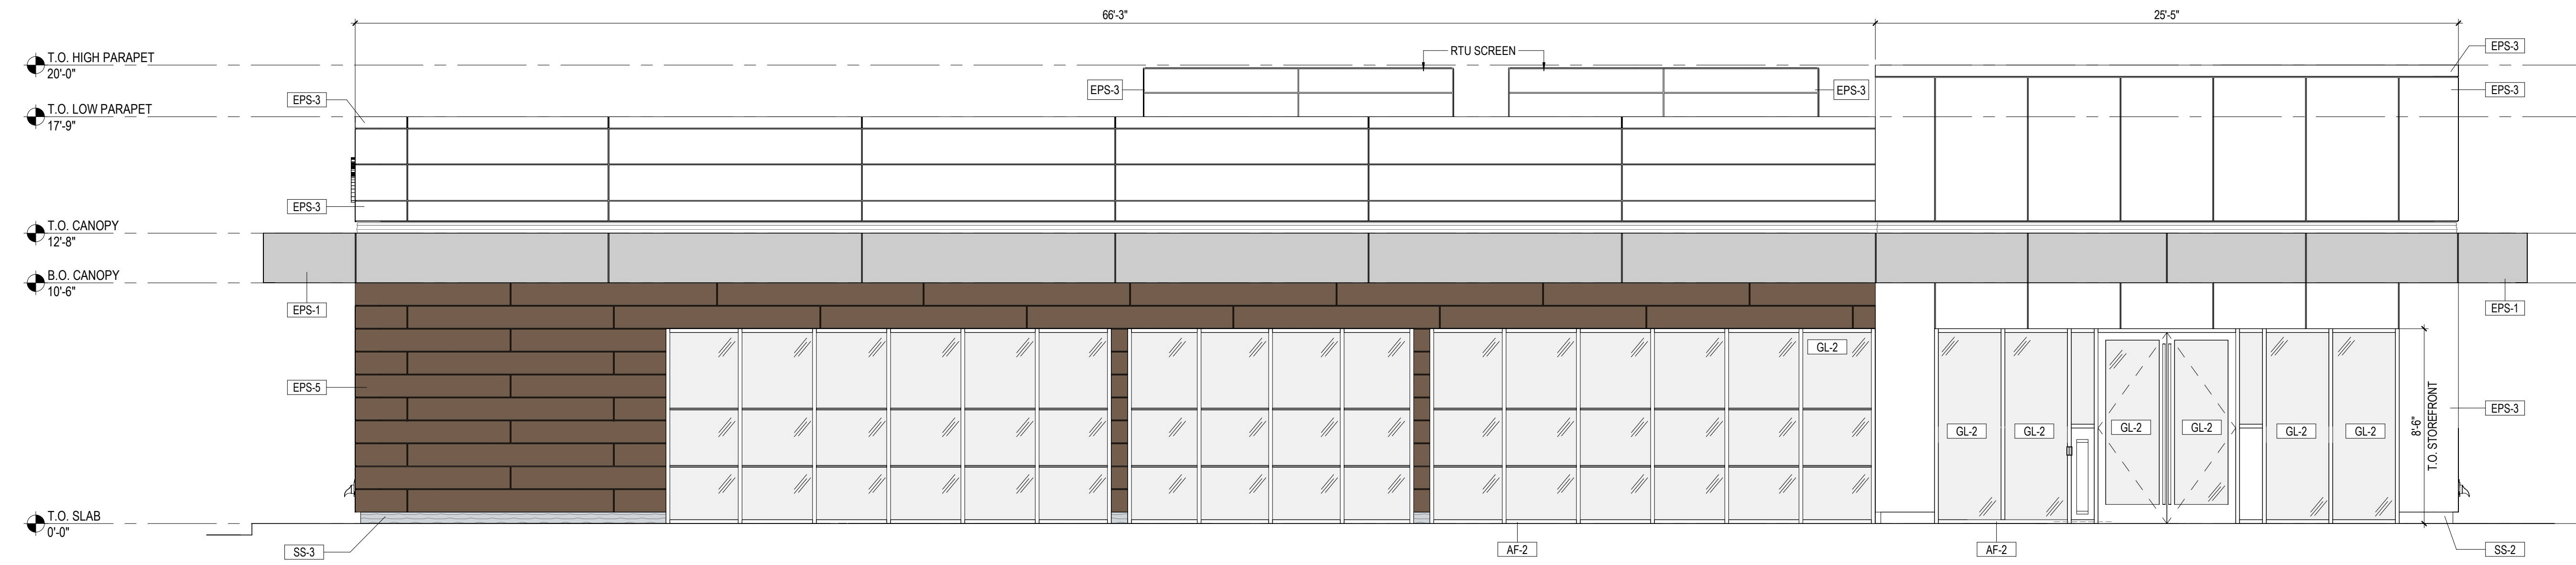 66'-3"
25'-5"
T.O. HIGH PARAPET
20'-0"
RTU SCREEN
EPS-3
EPS-3
EPS-3
EPS-3
EPS-3
T.O. LOW PARAPET
17'-9"
EPS-3
EPS-3
T.O. CANOPY
12'-8"
B.O. CANOPY
10'-6"
EPS-1
EPS-1
GL-2
EPS-5
EPS-3
GL-2
GL-2
GL-2
GL-2
GL-2
GL-2
8'-6"
T.O. STOREFRONT
T.O. SLAB
0'-0"
SS-3
AF-2
AF-2
SS-2